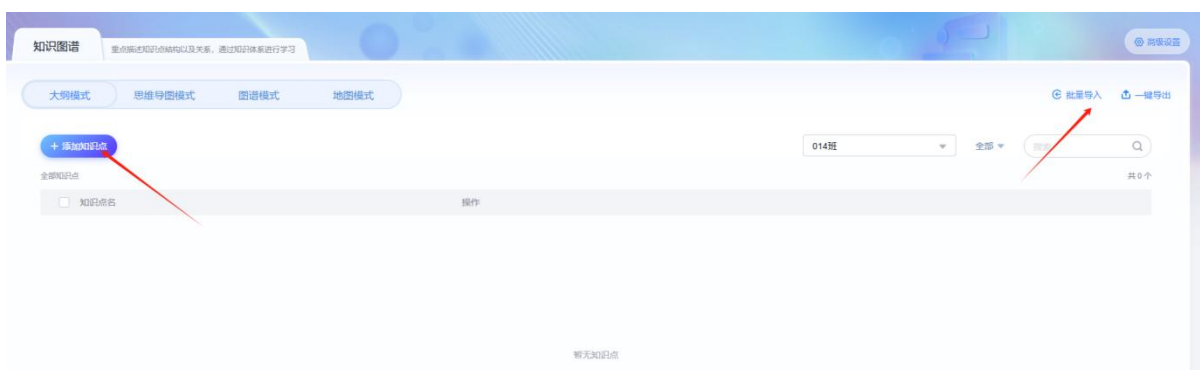 知识图谱
重点描述知识点结构以及关系，通过知识体系进行学习
高级设置
大纲模式 思维导图模式 图谱模式 地图模式
批量导入 一键导出
+ 添加知识点
014班 全部
全部知识点 共0个
知识点名 操作
暂无知识点